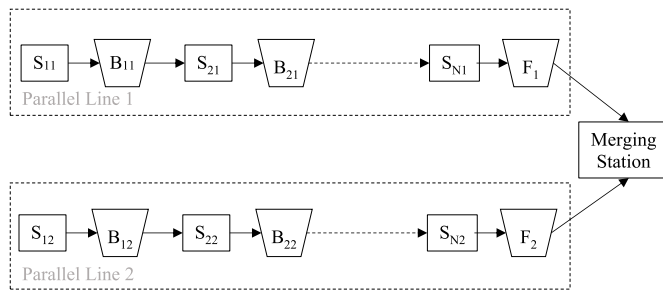 S11 B11 S21 B21 SN1 F1
Parallel Line 1
Merging
Station
S12 B12 S22 B22 SN2 F2
Parallel Line 2